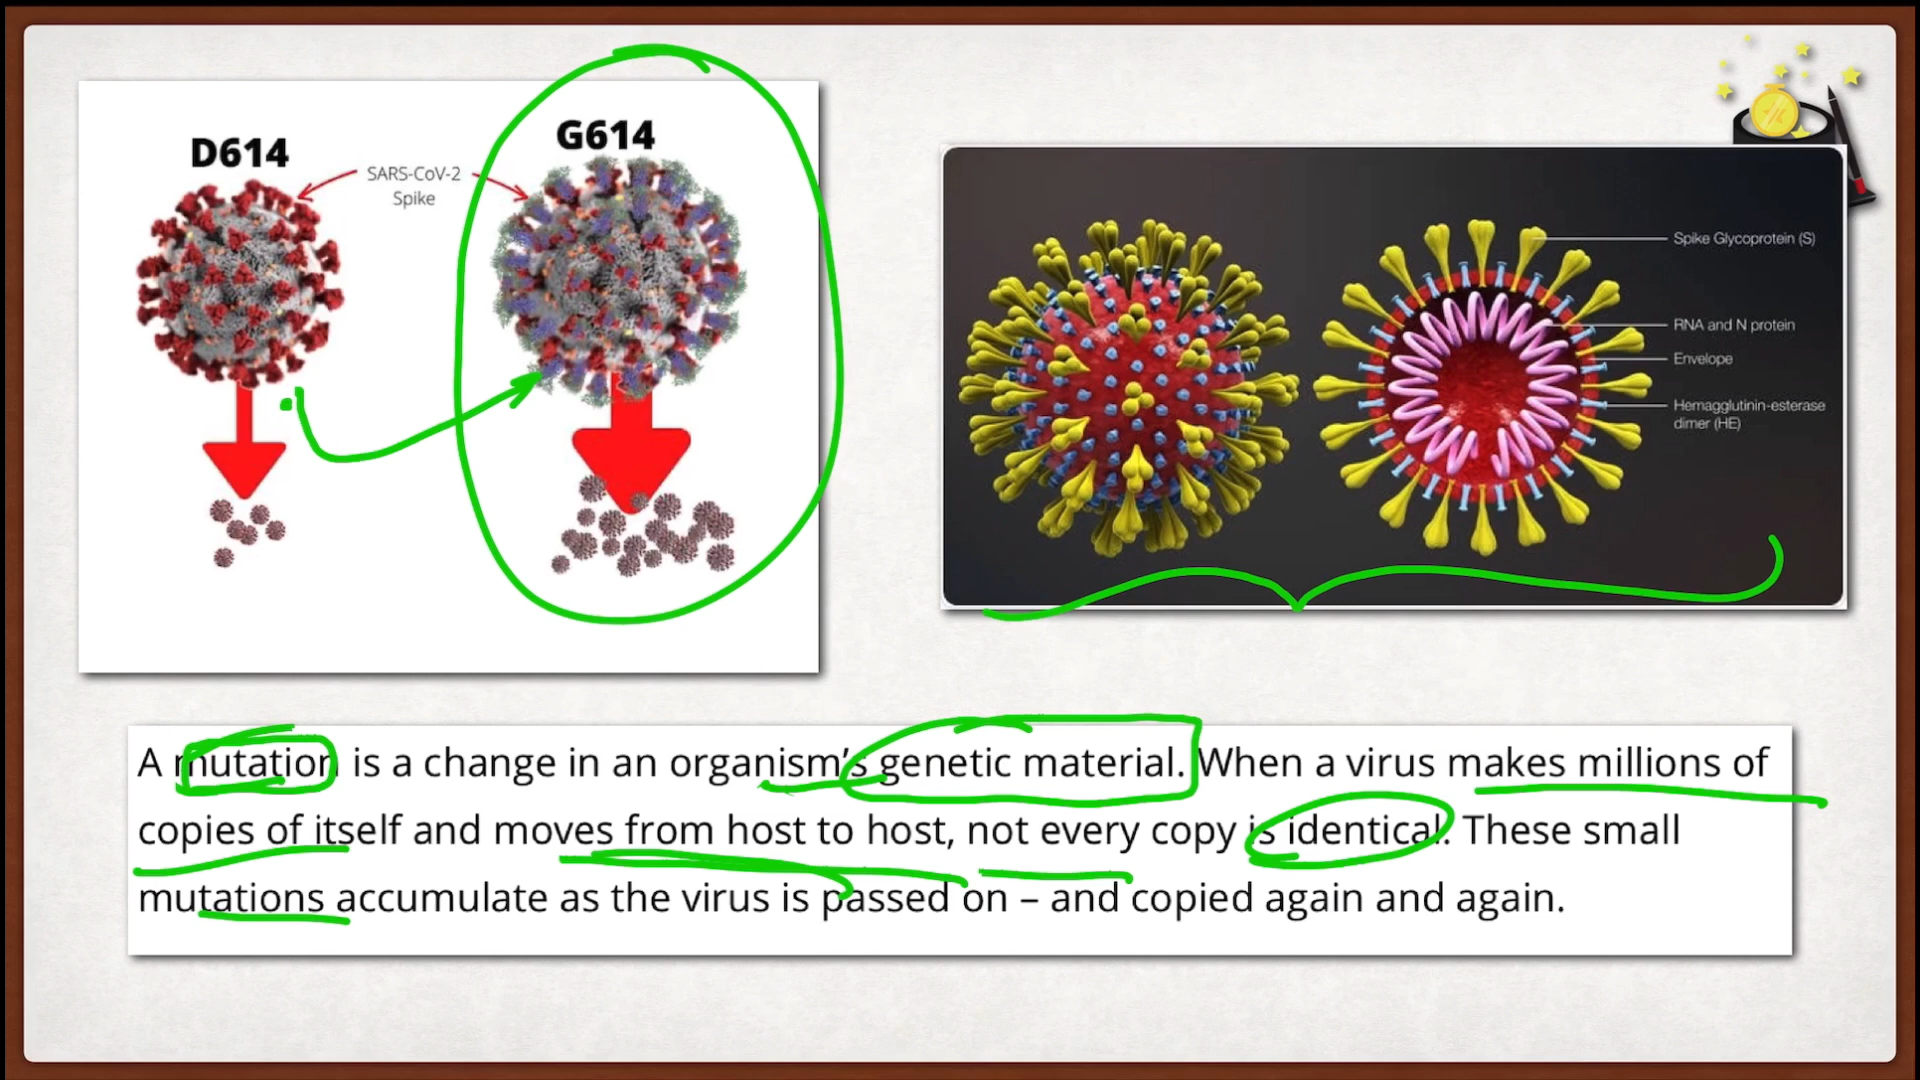 D614
G614
SARS-CoV-2
Spike
Spike Glycoprotein (S)
RNA and N protein
Envelope
Hemagglutinin-esterase
dimer (HE)
A mutation is a change in an organism's genetic material. When a virus makes millions of
copies of itself and moves from host to host, not every copy is identical. These small
mutations accumulate as the virus is passed on – and copied again and again.